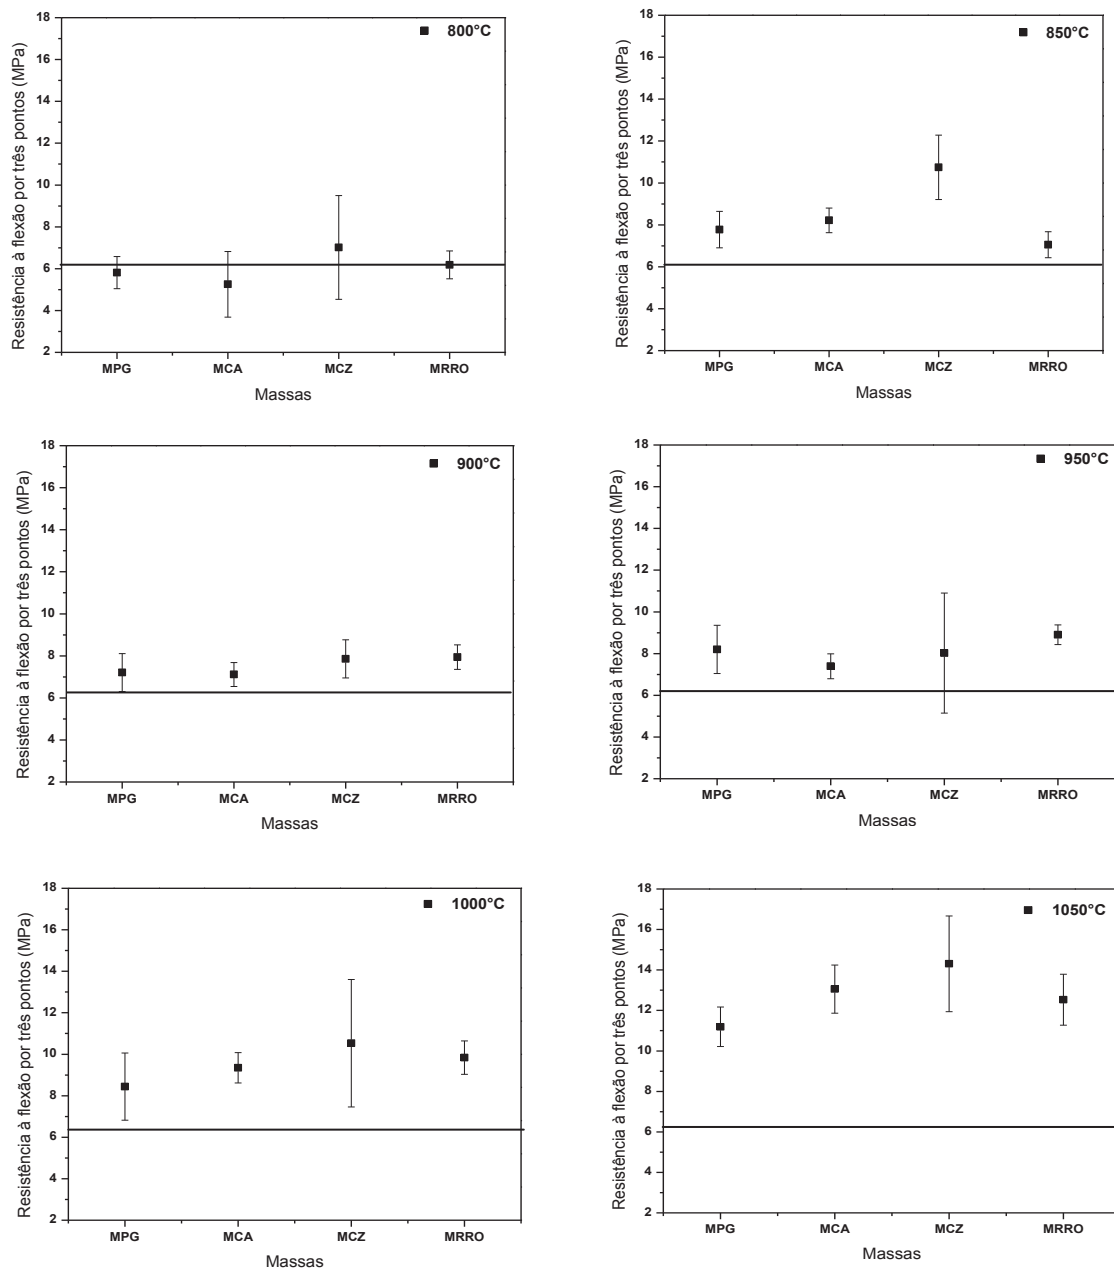 800°C
Resistência à flexão por três pontos (MPa)
18
16
14
12
10
8
6
4
2
MPG MCA MCZ MRRO
Massas
850°C
Resistência à flexão por três pontos (MPa)
18
16
14
12
10
8
6
4
2
MPG MCA MCZ MRRO
Massas
900°C
Resistência à flexão por três pontos (MPa)
18
16
14
12
10
8
6
4
2
MPG MCA MCZ MRRO
Massas
950°C
Resistência à flexão por três pontos (MPa)
18
16
14
12
10
8
6
4
2
MPG MCA MCZ MRRO
Massas
1000°C
Resistência à flexão por três pontos (MPa)
18
16
14
12
10
8
6
4
2
MPG MCA MCZ MRRO
Massas
1050°C
Resistência à flexão por três pontos (MPa)
18
16
14
12
10
8
6
4
2
MPG MCA MCZ MRRO
Massas